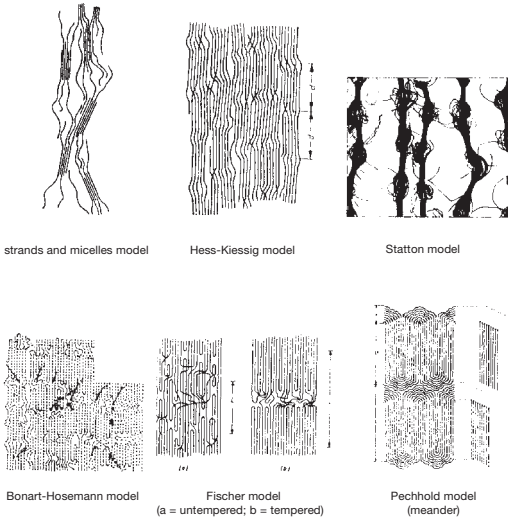 strands and micelles model
Hess-Kiessig model
Statton model
(a)
(b)
Bonart-Hosemann model
Fischer model
(a = untempered; b = tempered)
Pechhold model
(meander)